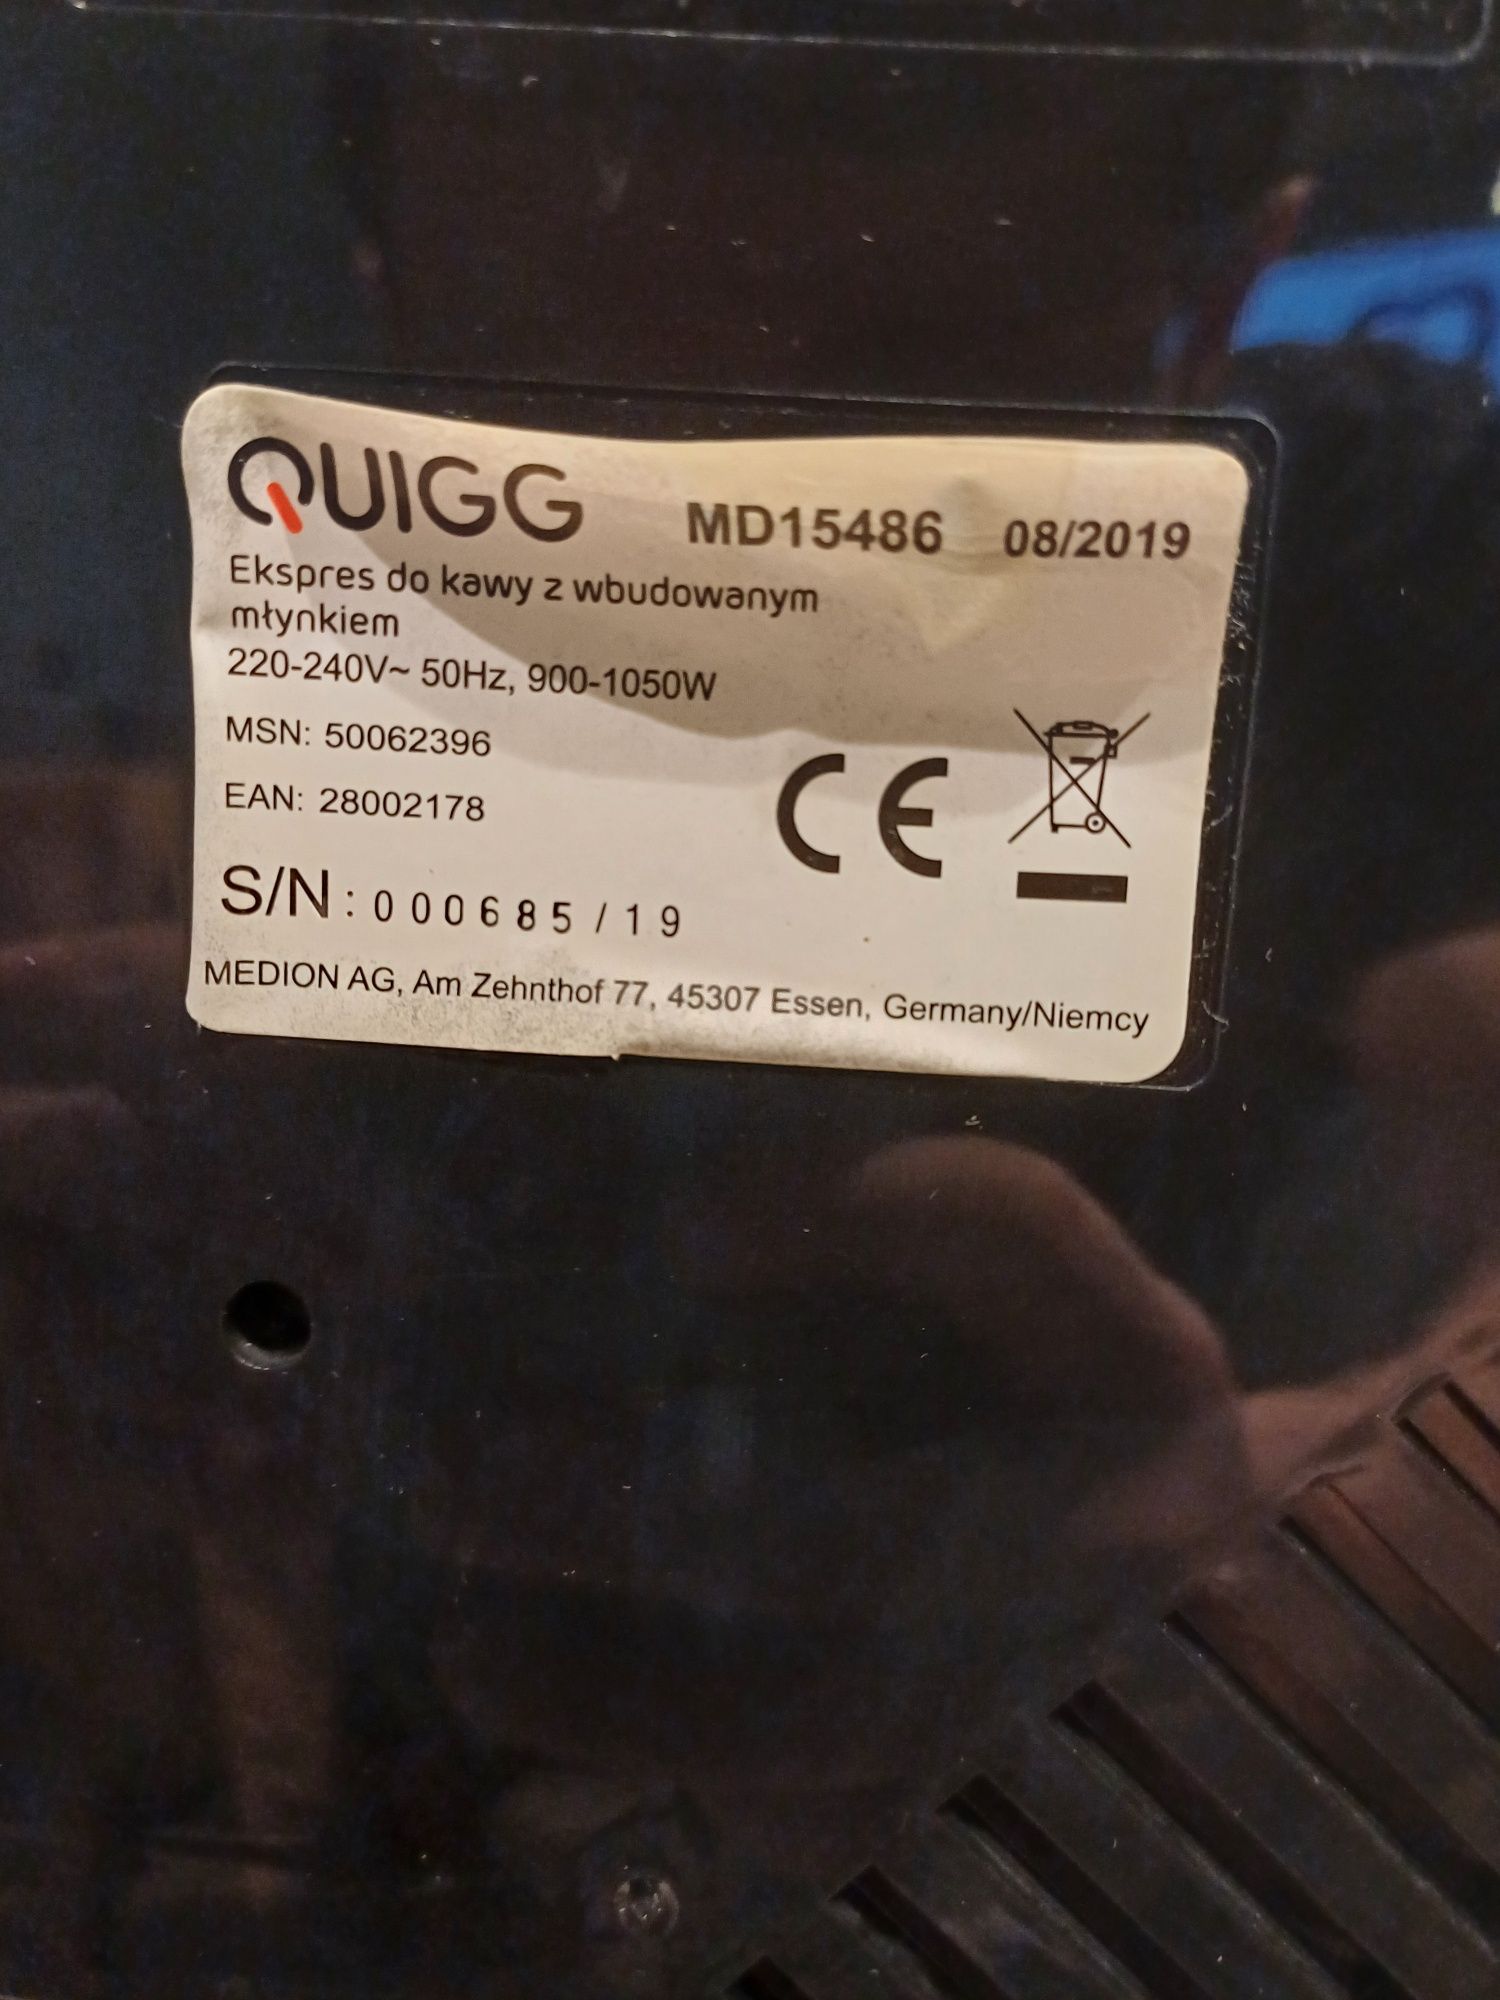 QUIGG MD15486 08/2019
Ekspres do kawy z wbudowanym
młynkiem
220-240V~ 50Hz, 900-1050W
MSN: 50062396
EAN: 28002178
CE
S/N: 000685/19
MEDION AG, Am Zehnthof 77, 45307 Essen, Germany/Niemcy